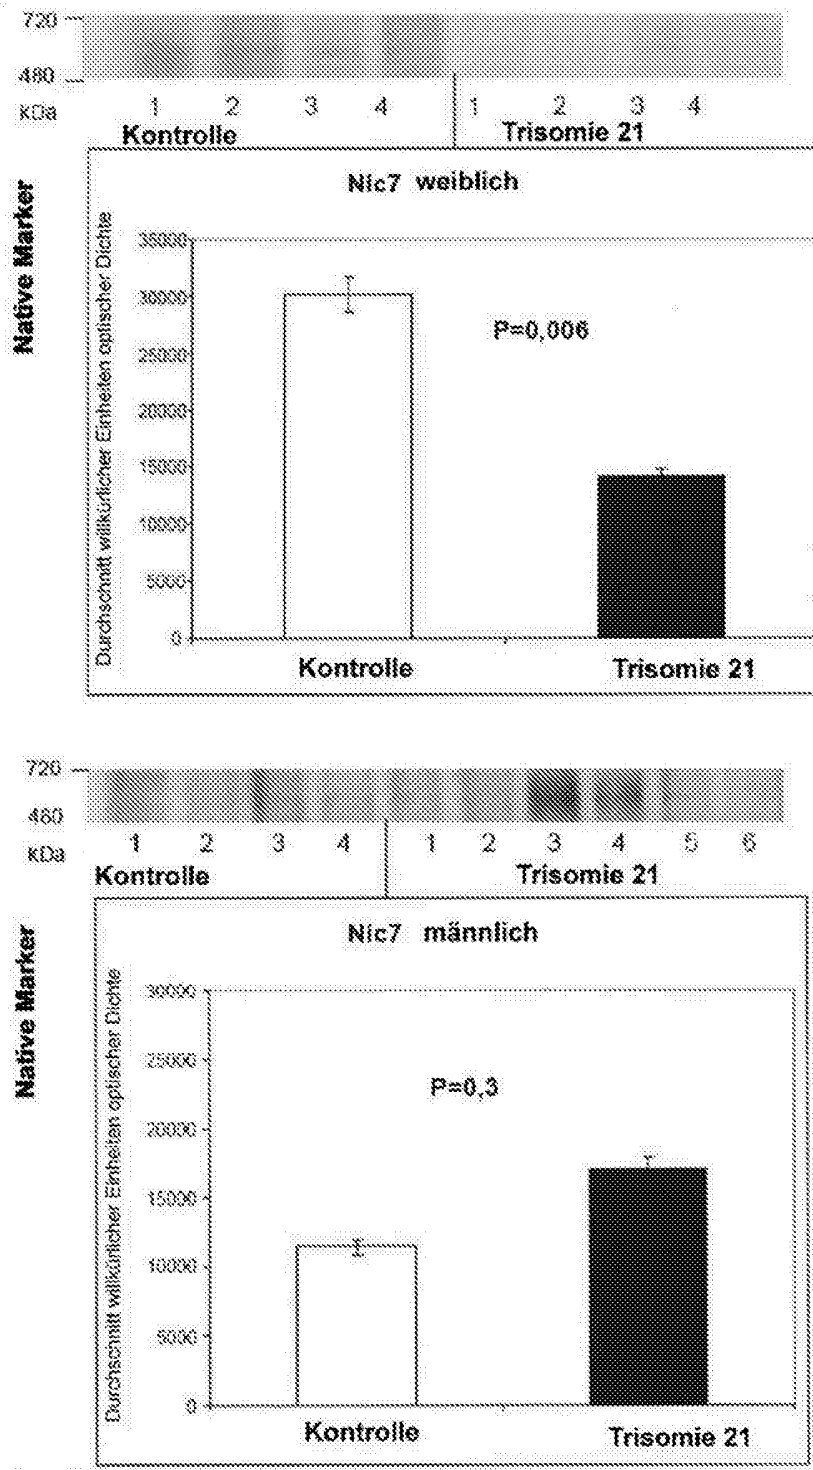 720
480
kDa
1 2 3 4 1 2 3 4
Kontrolle Trisomie 21
Native Marker
Nic7 weiblich
Durchschnitt willkürlicher Einheiten optischer Dichte
35000
30000
25000
20000
15000
10000
5000
0
P=0,006
Kontrolle Trisomie 21
720
480
kDa
1 2 3 4 1 2 3 4 5 6
Kontrolle Trisomie 21
Native Marker
Nic7 männlich
Durchschnitt willkürlicher Einheiten optischer Dichte
30000
25000
20000
15000
10000
5000
0
P=0,3
Kontrolle Trisomie 21